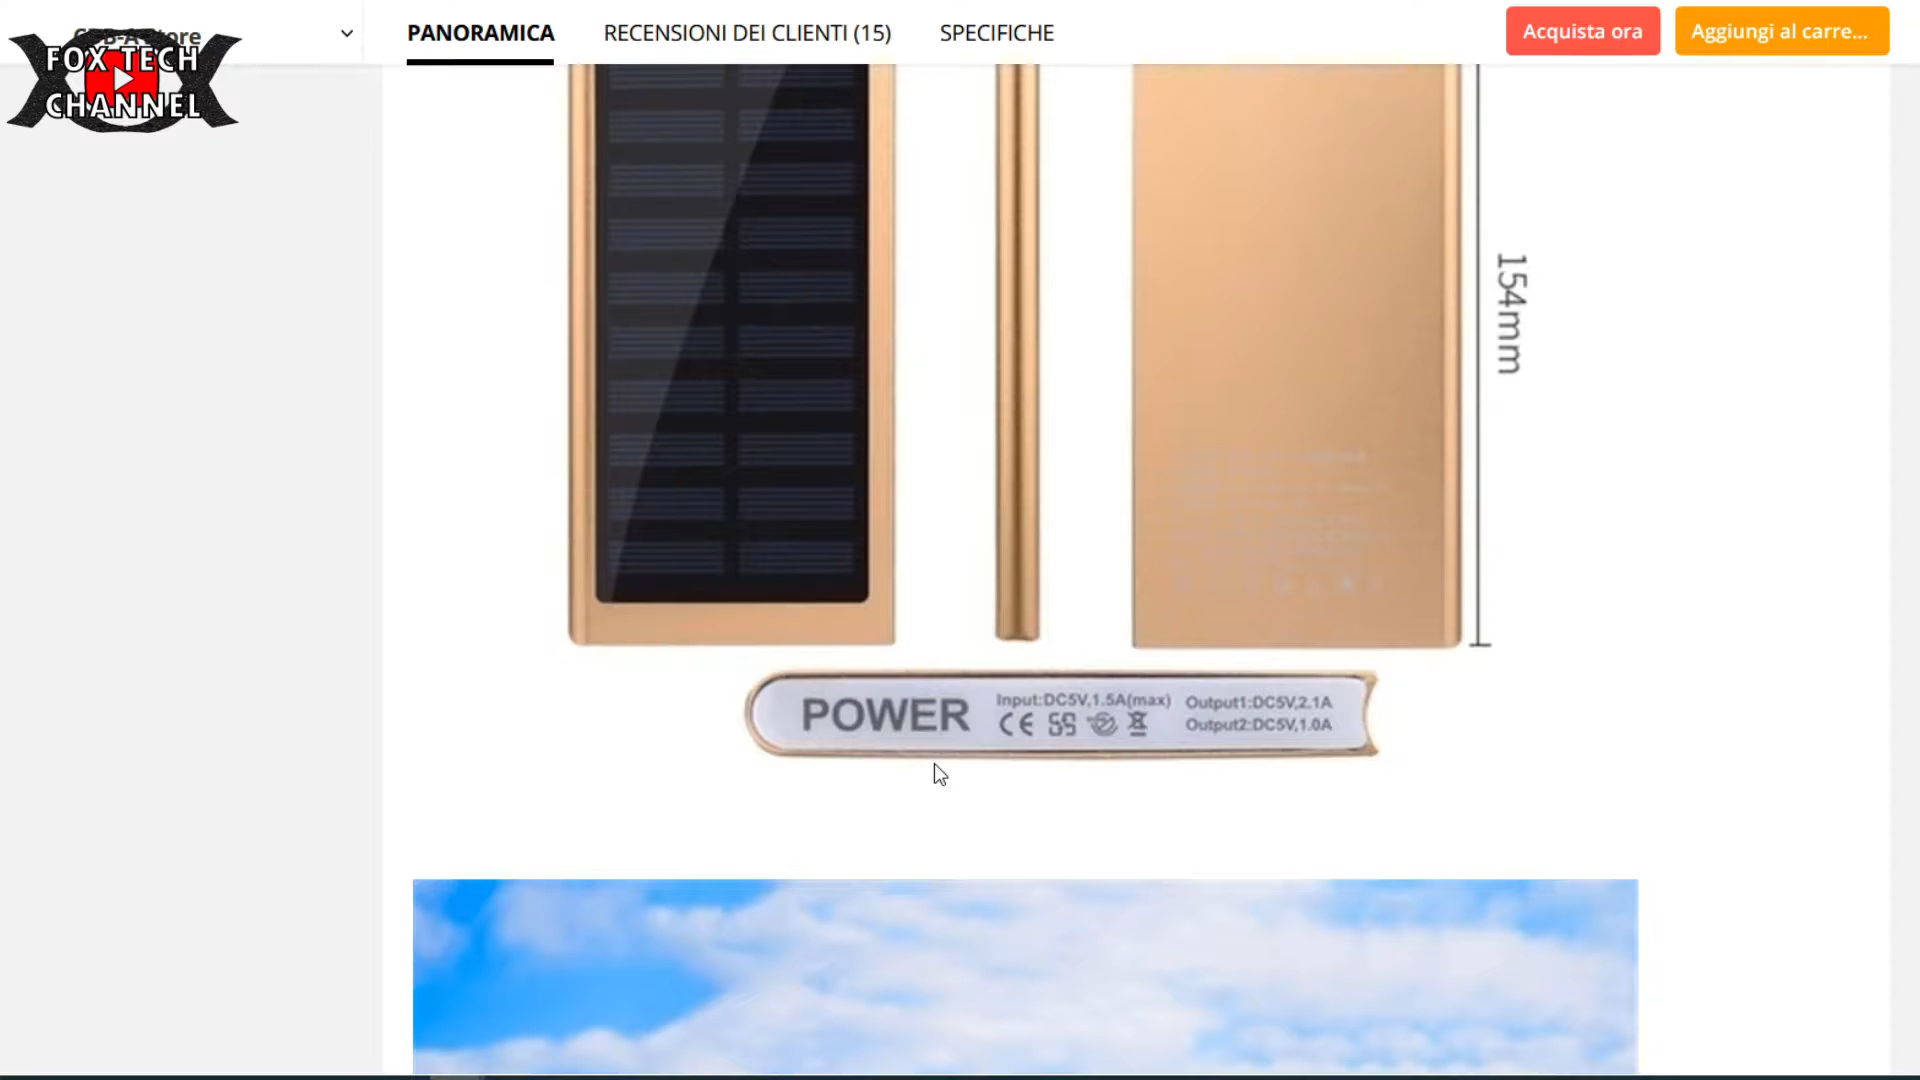 PANORAMICA
RECENSIONI DEI CLIENTI (15)
SPECIFICHE
Acquista ora
Aggiungi al carre...
FOX TECH
CHANNEL
154mm
POWER
Input:DC5V,1.5A(max)
Output1:DC5V,2.1A
Output2:DC5V,1.0A